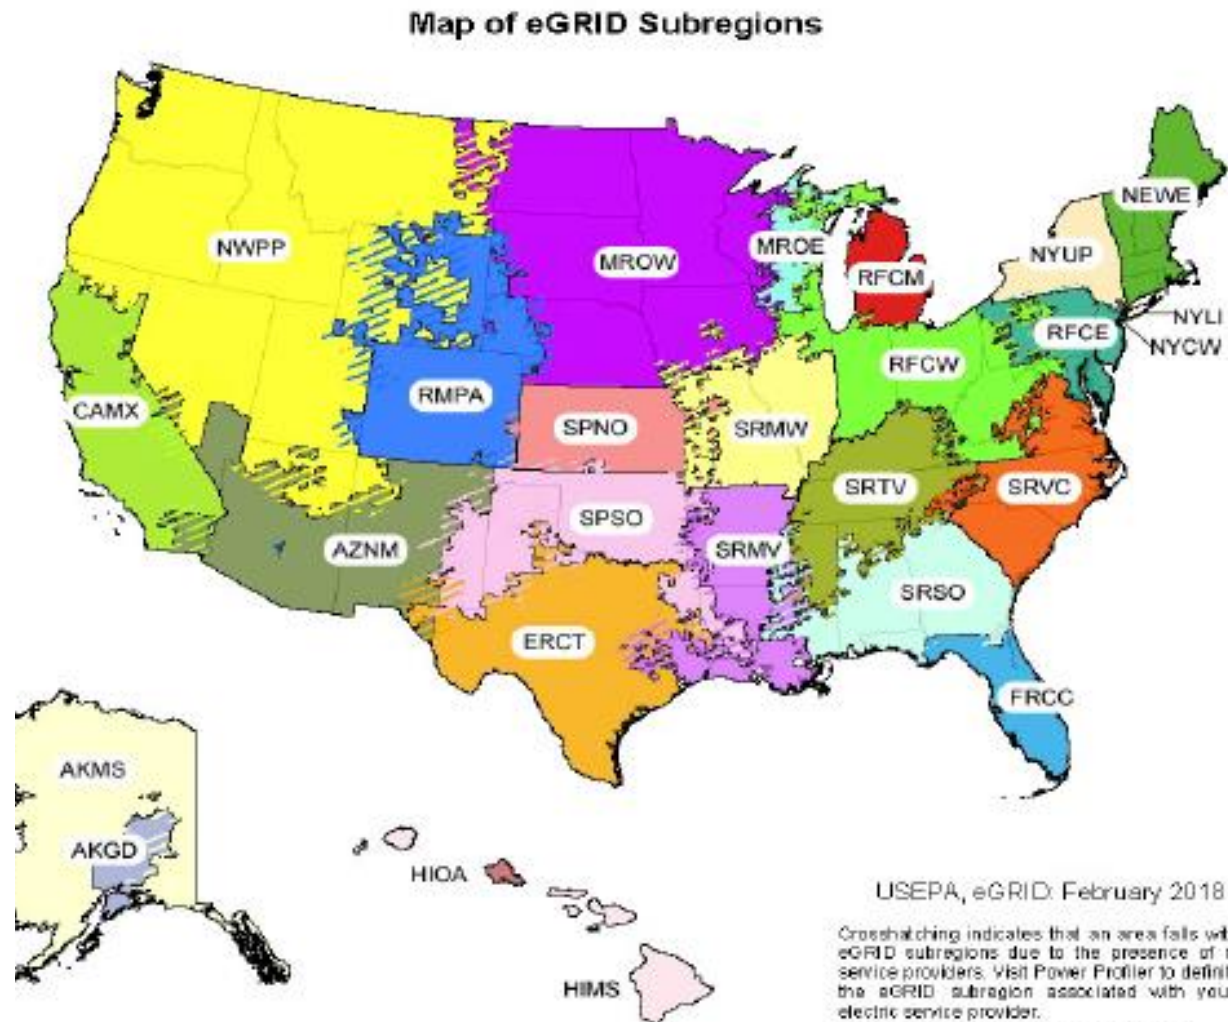 Map of eGRID Subregions
NEWE
NWPP
MROE
NYUP
MROW
RFCM
NYLI
RFCE
NYCW
RFCW
RMPA
CAMX
SPNO
SRMW
SRTV
SRVC
SPSO
AZNM
SRMV
SRSO
ERCT
FRCC
AKMS
AKGD
HIOA
HIMS
USEPA, eGRID: February 2018
Crosshatching indicates that an area falls
eGRID subregions due to the presence of
service providers. Visit Power Profiler to
the eGRID subregion associated with
electric service provider.